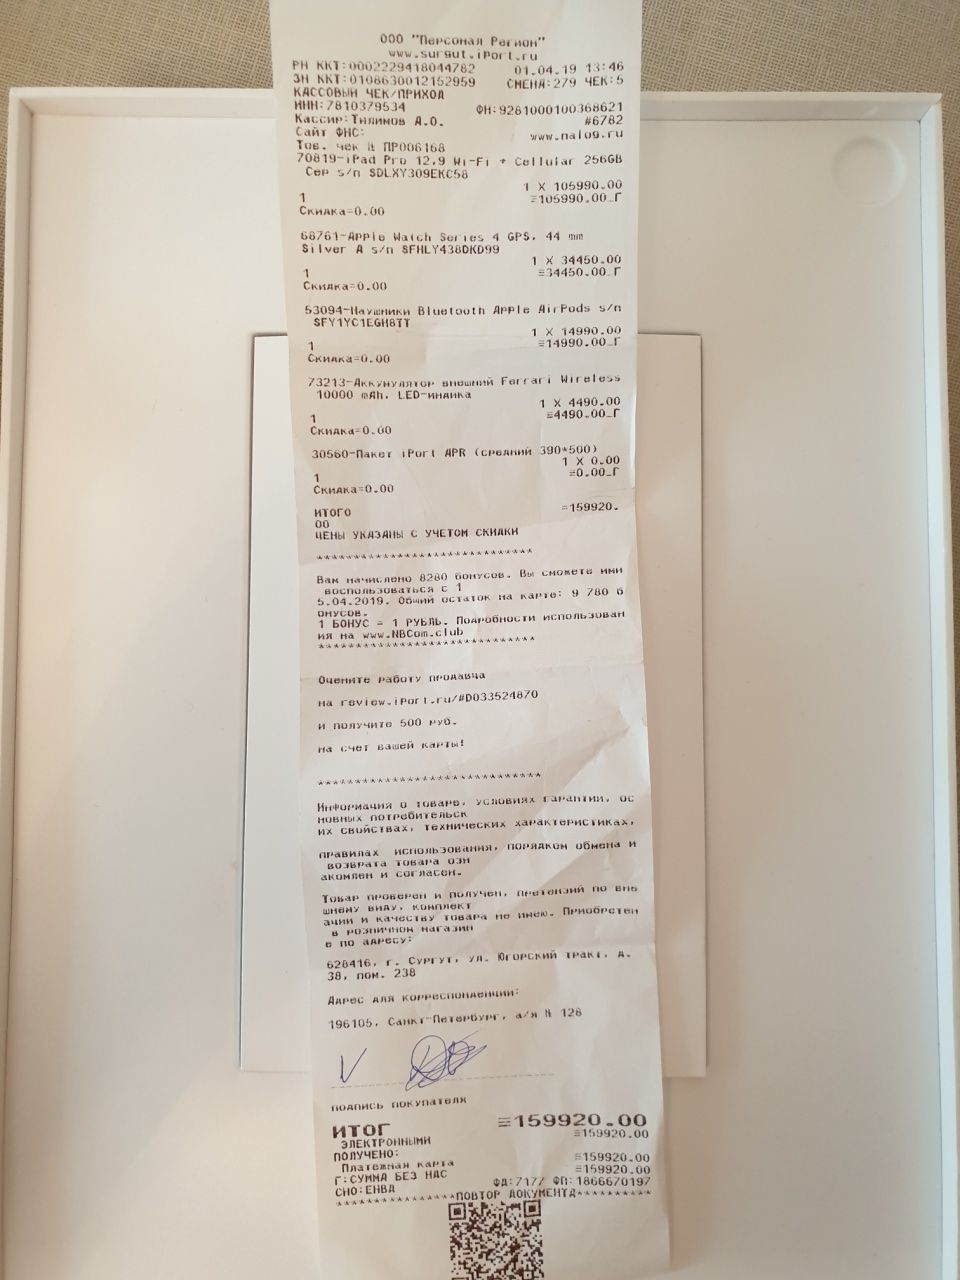 ООО "Персонал Регион"
www.surgut.iPort.ru
РН ККТ:0002229418044782 01.04.19 13:46
ЗН ККТ:0108630012152959 СМЕНА:279 ЧЕК:5
КАССОВЫЙ ЧЕК/ПРИХОД
ИНН:7810379534 ФН:9281000100368621
Кассир:Тилимов А.О. #6782
Сайт ФНС: www.nalog.ru
Тов. чек № ПР006168
70819-iPad Pro 12,9 Wi-Fi + Cellular 256GB
Сер s/n SDLXY309EKC58
1 X 105990.00
1 ≡105990.00_Г
Скидка=0.00
68761-Apple Watch Series 4 GPS, 44 mm
Silver A s/n SFHLY438DKD99
1 X 34450.00
1 ≡34450.00_Г
Скидка=0.00
53094-Наушники Bluetooth Apple AirPods s/n
SFY1YC1EGH8TT
1 X 14990.00
1 ≡14990.00_Г
Скидка=0.00
73213-Аккумулятор внешний Ferrari Wireless
10000 mAh, LED-индика
1 X 4490.00
1 ≡4490.00_Г
Скидка=0.00
30560-Пакет iPort APR (средний 390*500)
1 X 0.00
1 ≡0.00_Г
Скидка=0.00
ИТОГО =159920.
00
ЦЕНЫ УКАЗАНЫ С УЧЕТОМ СКИДКИ
*****************************
Вам начислено 8280 бонусов. Вы сможете ими
воспользоваться с 1
5.04.2019. Общий остаток на карте: 9 780 б
онусов.
1 БОНУС = 1 РУБЛЬ. Подробности использован
ия на www.NBCom.club
*****************************
Оцените работу продавца
на review.iPort.ru/#D033524870
и получите 500 руб.
на счет вашей карты!
*****************************
Информация о товаре, условиях гарантии, ос
новных потребительск
их свойствах, технических характеристиках,
правилах использования, порядком обмена и
возврата товара озн
акомлен и согласен.
Товар проверен и получен, претензий по вне
шнему виду, комплект
ации и качеству товара не имею. Приобретен
в розничном магазин
е по адресу:
628416, г. Сургут, ул. Югорский тракт, д.
38, пом. 238
Адрес для корреспонденции:
196105, Санкт-Петербург, а/я N 128
V
подпись покупателя
ИТОГ ≡159920.00
ЭЛЕКТРОННЫМИ ≡159920.00
ПОЛУЧЕНО:
Платежная карта ≡159920.00
Г:СУММА БЕЗ НДС ≡159920.00
СНО:ЕНВД ФД:7177 ФП:1866670197
****************ПОВТОР ДОКУМЕНТА**********